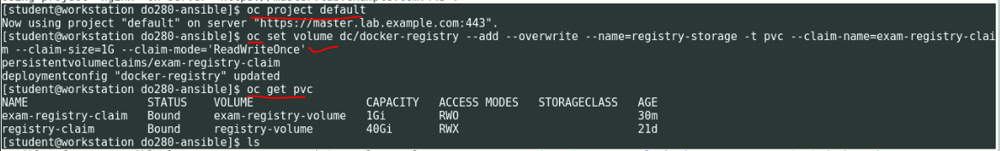 [student@workstation do280-ansible]$ oc project default
Now using project "default" on server "https://master.lab.example.com:443".
[student@workstation do280-ansible]$ oc set volume dc/docker-registry --add --overwrite --name=registry-storage -t pvc --claim-name=exam-registry-clai
m --claim-size=1G --claim-mode='ReadWriteOnce'
persistentvolumeclaims/exam-registry-claim
deploymentconfig "docker-registry" updated
[student@workstation do280-ansible]$ oc get pvc
NAME STATUS VOLUME CAPACITY ACCESS MODES STORAGECLASS AGE
exam-registry-claim Bound exam-registry-volume 1Gi RWO 30m
registry-claim Bound registry-volume 40Gi RWX 21d
[student@workstation do280-ansible]$ ls